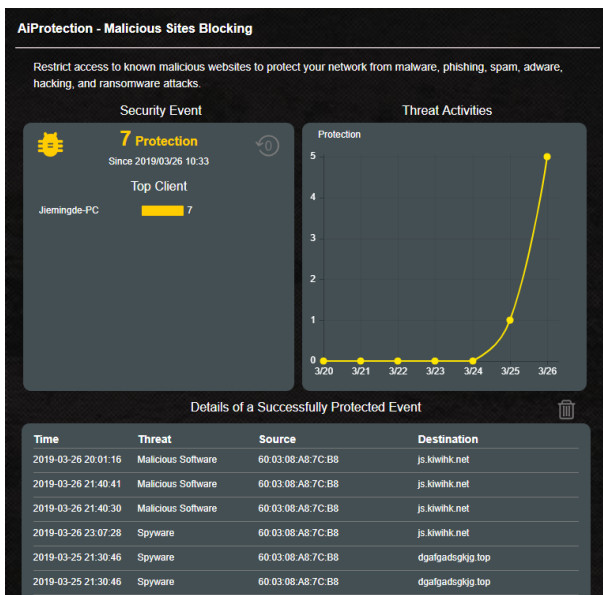 AiProtection - Malicious Sites Blocking
Restrict access to known malicious websites to protect your network from malware, phishing, spam, adware,
hacking, and ransomware attacks.
Security Event
7 Protection
Since 2019/03/26 10:33
0
Top Client
Jiemingde-PC 7
Threat Activities
Protection
5
4
3
2
1
0
3/20 3/21 3/22 3/23 3/24 3/25 3/26
Details of a Successfully Protected Event
Time Threat Source Destination
2019-03-26 20:01:16 Malicious Software 60:03:08:A8:7C:B8 js.kiwihk.net
2019-03-26 21:40:41 Malicious Software 60:03:08:A8:7C:B8 js.kiwihk.net
2019-03-26 21:40:30 Malicious Software 60:03:08:A8:7C:B8 js.kiwihk.net
2019-03-26 23:07:28 Spyware 60:03:08:A8:7C:B8 js.kiwihk.net
2019-03-25 21:30:46 Spyware 60:03:08:A8:7C:B8 dgafgadsgkjg.top
2019-03-25 21:30:46 Spyware 60:03:08:A8:7C:B8 dgafgadsgkjg.top